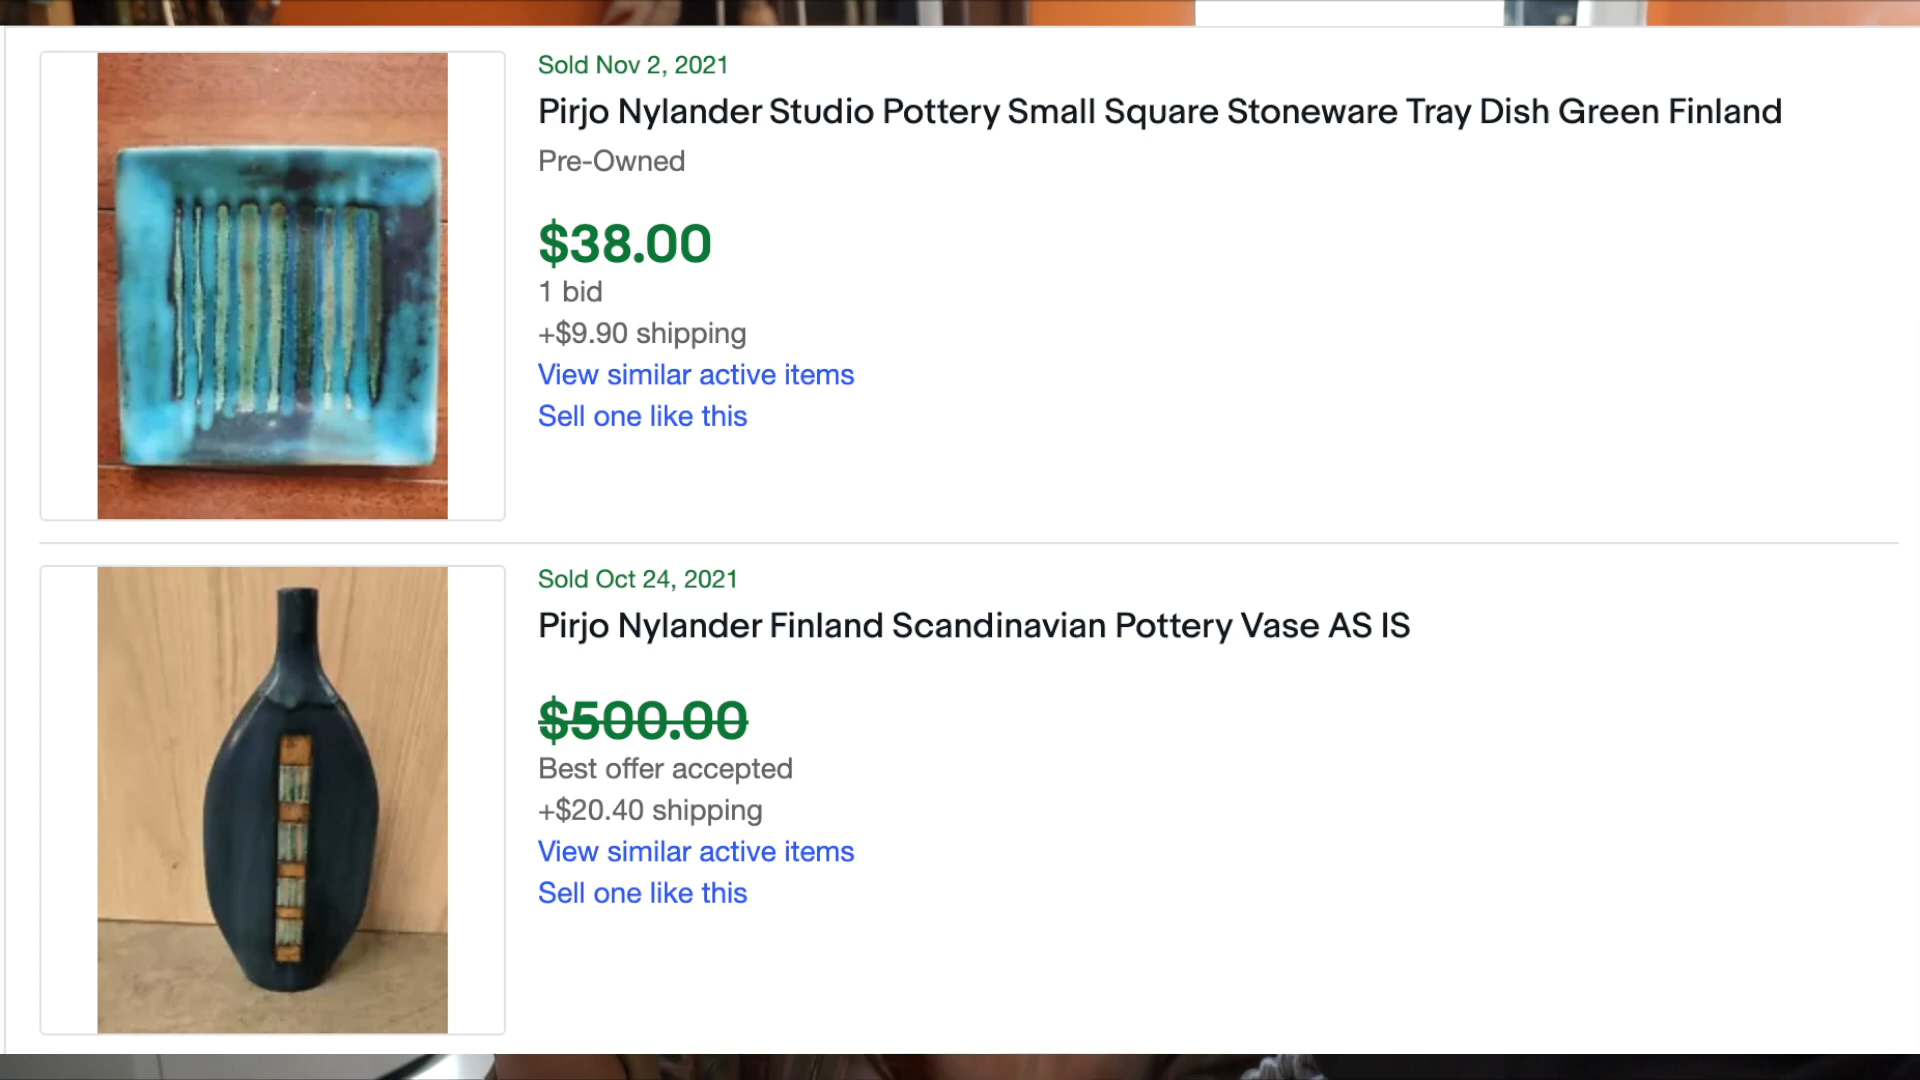 Sold Nov 2, 2021
Pirjo Nylander Studio Pottery Small Square Stoneware Tray Dish Green Finland
Pre-Owned
$38.00
1 bid
+$9.90 shipping
View similar active items
Sell one like this
Sold Oct 24, 2021
Pirjo Nylander Finland Scandinavian Pottery Vase AS IS
$500.00
Best offer accepted
+$20.40 shipping
View similar active items
Sell one like this